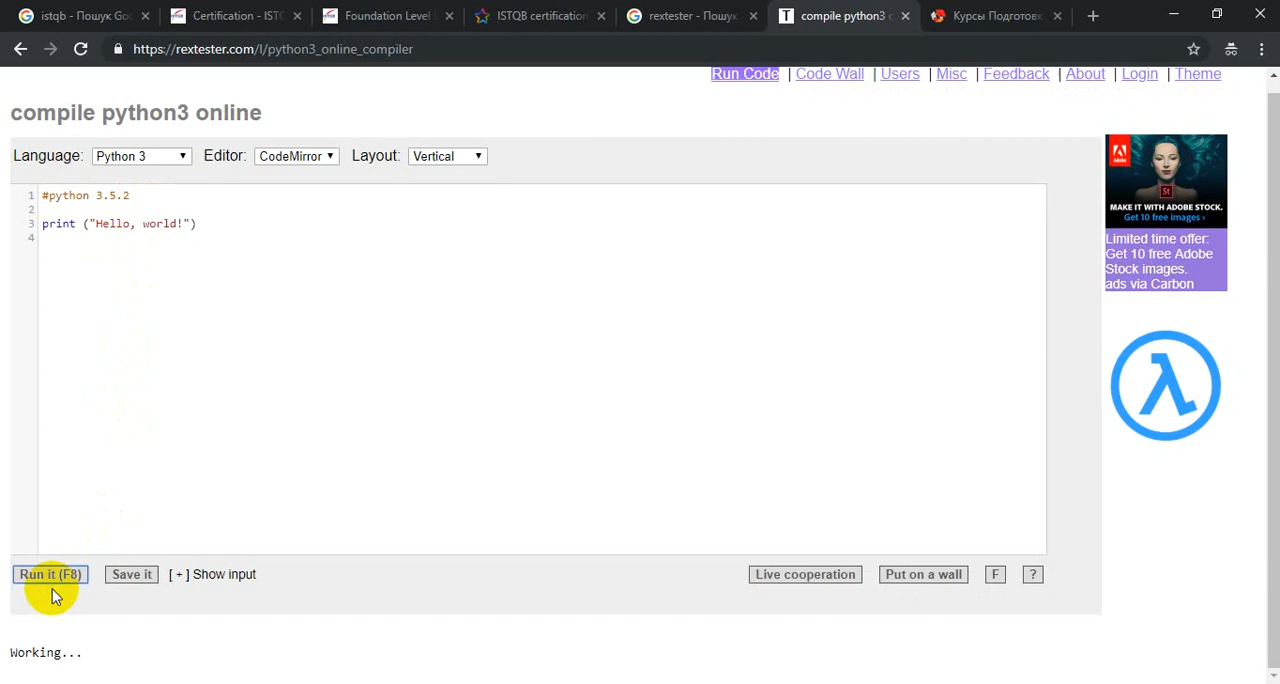 istqb - Пошук Goo
Certification - ISTQ
Foundation Level
ISTQB certification
rextester - Пошук
compile python3 o
Курсы Подготовк
https://rextester.com/l/python3_online_compiler
Run Code | Code Wall | Users | Misc | Feedback | About | Login | Theme
compile python3 online
Language: Python 3 Editor: CodeMirror Layout: Vertical
1 #python 3.5.2
2
3 print ("Hello, world!")
4
MAKE IT WITH ADOBE STOCK.
Get 10 free images ›
Limited time offer:
Get 10 free Adobe
Stock images.
ads via Carbon
Run it (F8) Save it [ + ] Show input Live cooperation Put on a wall F ?
Working...